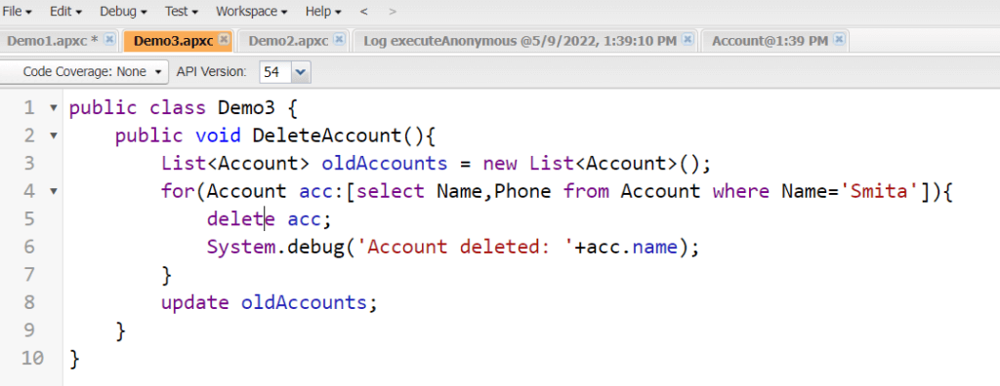 File Edit Debug Test Workspace Help < >
Demo1.apxc * Demo3.apxc Demo2.apxc Log executeAnonymous @5/9/2022, 1:39:10 PM Account@1:39 PM
Code Coverage: None API Version: 54
1 public class Demo3 {
2 public void DeleteAccount(){
3 List<Account> oldAccounts = new List<Account>();
4 for(Account acc:[select Name,Phone from Account where Name='Smita']){
5 delete acc;
6 System.debug('Account deleted: '+acc.name);
7 }
8 update oldAccounts;
9 }
10 }